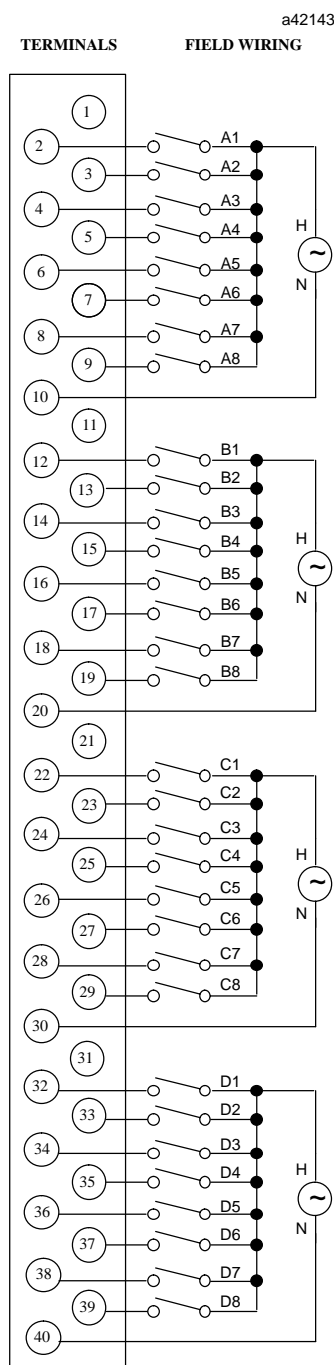 a42143
TERMINALS FIELD WIRING
1
2 A1
3 A2
4 A3
5 A4
H
6 A5
7 A6
N
8 A7
9 A8
10
11
12 B1
13 B2
14 B3
15 B4
H
16 B5
17 B6
N
18 B7
19 B8
20
21
22 C1
23 C2
24 C3
25 C4
H
26 C5
27 C6
N
28 C7
29 C8
30
31
32 D1
33 D2
34 D3
35 D4
H
36 D5
37 D6
N
38 D7
39 D8
40